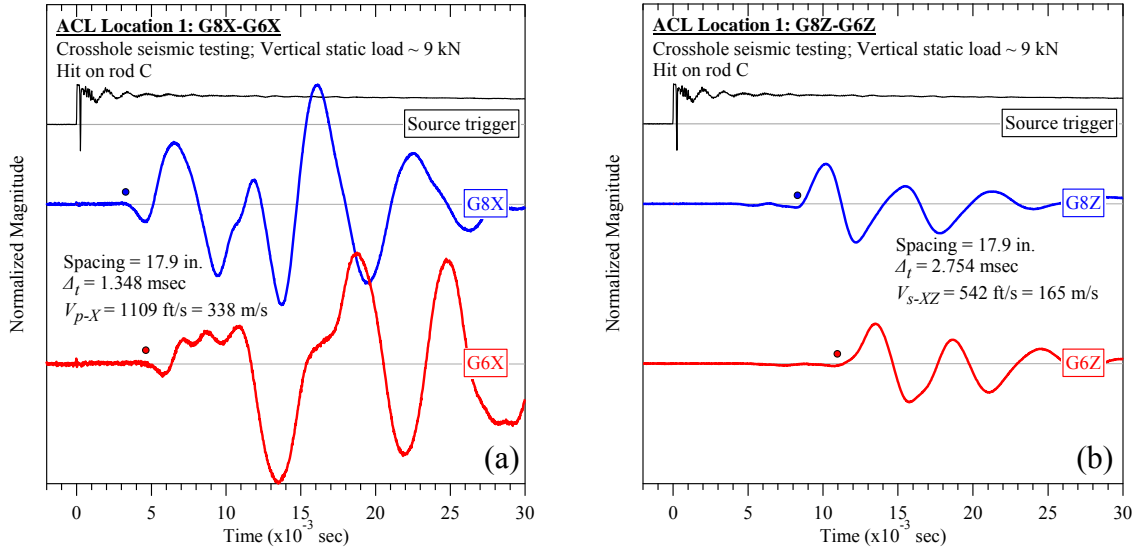 ACL Location 1: G8X-G6X
Crosshole seismic testing; Vertical static load ~ 9 kN
Hit on rod C
Source trigger
G8X
Spacing = 17.9 in.
Δt = 1.348 msec
Vp-X = 1109 ft/s = 338 m/s
G6X
(a)
Normalized Magnitude
0 5 10 15 20 25 30
Time (x10⁻³ sec)
ACL Location 1: G8Z-G6Z
Crosshole seismic testing; Vertical static load ~ 9 kN
Hit on rod C
Source trigger
G8Z
Spacing = 17.9 in.
Δt = 2.754 msec
Vs-XZ = 542 ft/s = 165 m/s
G6Z
(b)
Normalized Magnitude
0 5 10 15 20 25 30
Time (x10⁻³ sec)